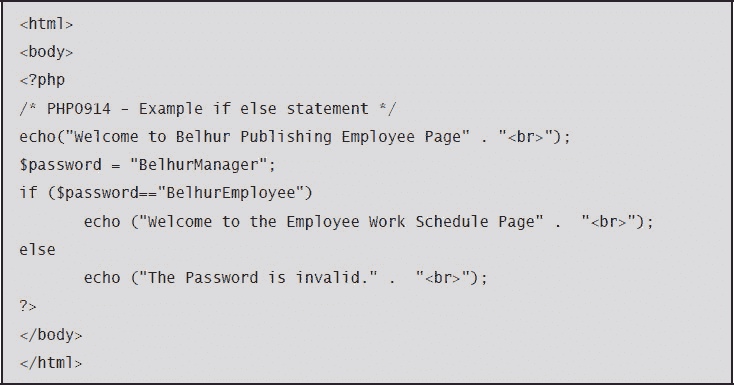 <html>
<body>
<?php
/* PHP0914 – Example if else statement */
echo("Welcome to Belhur Publishing Employee Page" . "<br>");
$password = "BelhurManager";
if ($password=="BelhurEmployee")
echo ("Welcome to the Employee Work Schedule Page" .  "<br>");
else
echo ("The Password is invalid." .  "<br>");
?>
</body>
</html>